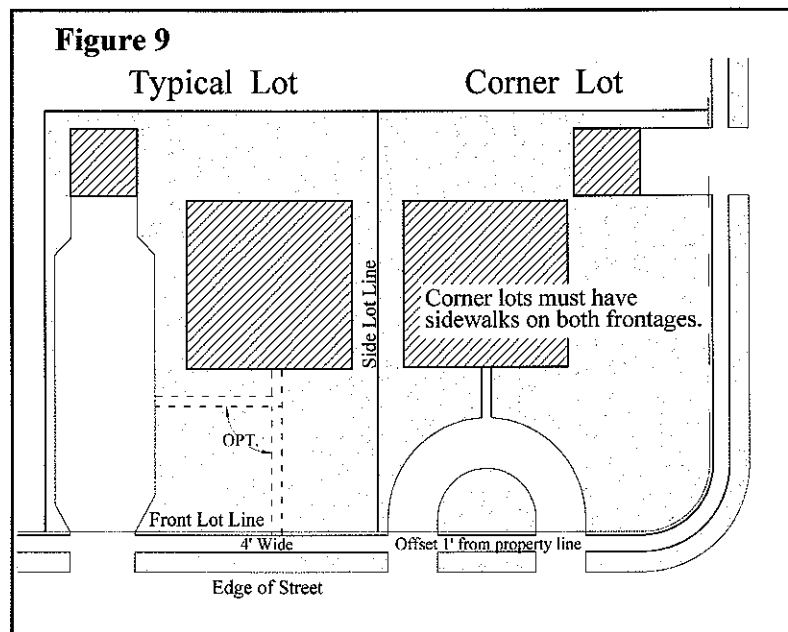 Figure 9
Typical Lot
Corner Lot
Side Lot Line
Corner lots must have
sidewalks on both frontages.
OPT.
Front Lot Line
4' Wide
Offset 1' from property line
Edge of Street